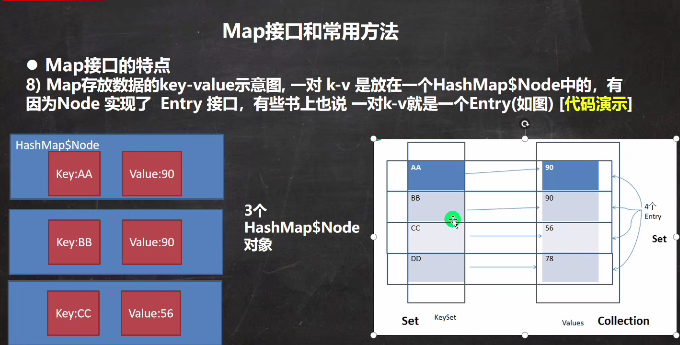 Map接口和常用方法
● Map接口的特点
8) Map存放数据的key-value示意图, 一对 k-v 是放在一个HashMap$Node中的，有
因为Node 实现了 Entry 接口，有些书上也说 一对k-v就是一个Entry(如图) [代码演示]
HashMap$Node
Key:AA
Value:90
Key:BB
Value:90
Key:CC
Value:56
3个
HashMap$Node
对象
AA
90
BB
90
CC
56
DD
78
4个
Entry
Set
KeySet
Set
Values
Collection